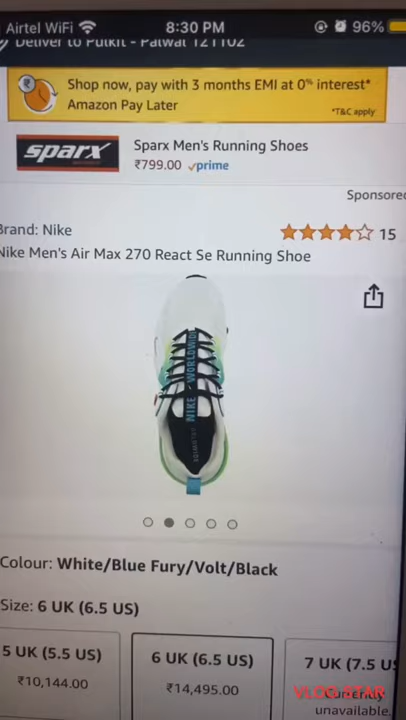 Airtel WiFi 8:30 PM 96%
Deliver to Pulkit - Palwal 121102
Shop now, pay with 3 months EMI at 0% interest*
Amazon Pay Later
*T&C apply
sparx
Sparx Men's Running Shoes
₹799.00 prime
Sponsored
Brand: Nike
15
Nike Men's Air Max 270 React Se Running Shoe
NIKE WORLDWIDE
Colour: White/Blue Fury/Volt/Black
Size: 6 UK (6.5 US)
5 UK (5.5 US)
₹10,144.00
6 UK (6.5 US)
₹14,495.00
7 UK (7.5 US
Currently
unavailable.
VLOG STAR